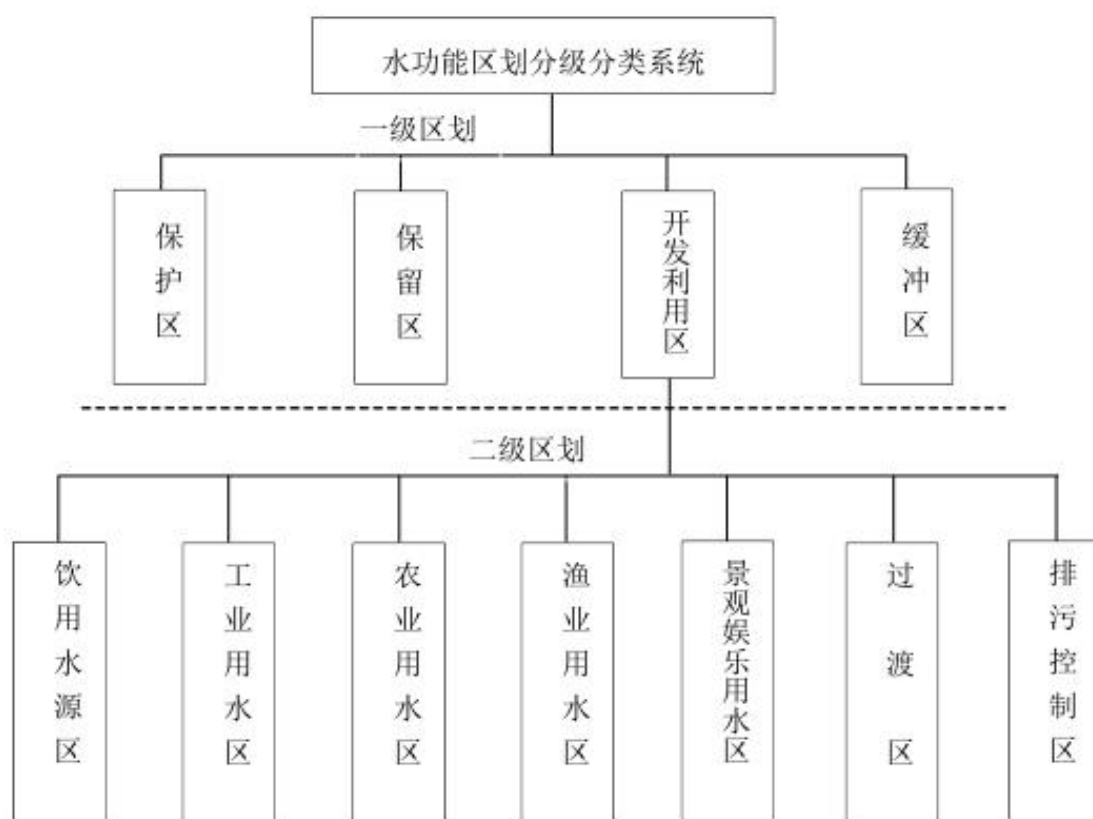 水功能区划分级分类系统
一级区划
保护区
保留区
开发利用区
缓冲区
二级区划
饮用水源区
工业用水区
农业用水区
渔业用水区
景观娱乐用水区
过渡区
排污控制区